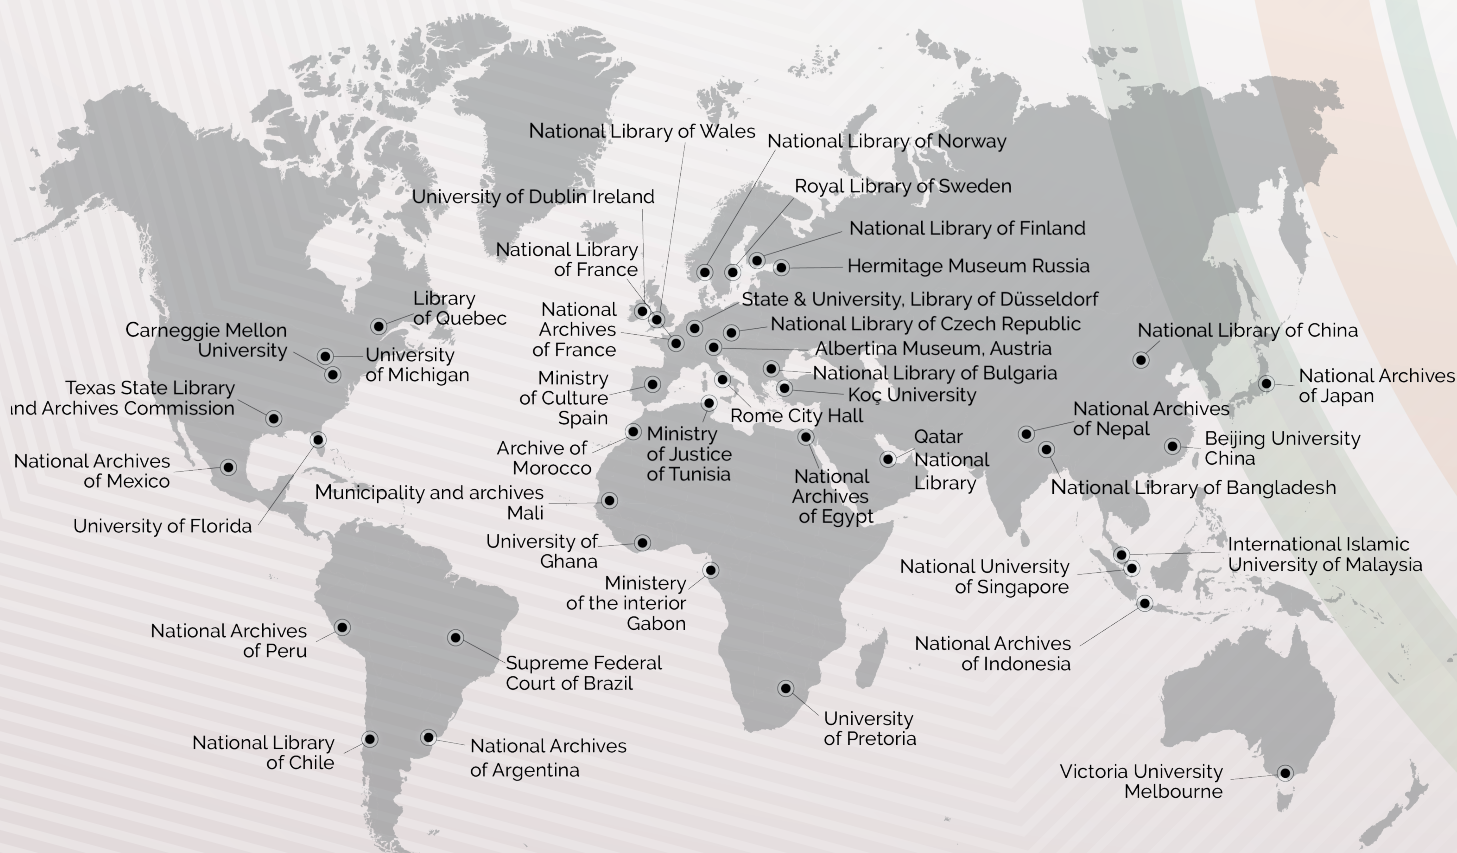 National Library of Wales
National Library of Norway
Royal Library of Sweden
University of Dublin Ireland
National Library of Finland
National Library
of France
Hermitage Museum Russia
Library
of Quebec
State & University, Library of Düsseldorf
National
Archives
of France
National Library of Czech Republic
Carneggie Mellon
University
National Library of China
Albertina Museum, Austria
University
of Michigan
National Library of Bulgaria
Ministry
of Culture
Spain
National Archives
of Japan
Texas State Library
nd Archives Commission
Koç University
Rome City Hall
National Archives
of Nepal
Ministry
of Justice
of Tunisia
Qatar
National
Library
Beijing University
China
Archive of
Morocco
National Archives
of Mexico
National
Archives
of Egypt
National Library of Bangladesh
Municipality and archives
Mali
University of Florida
University of
Ghana
International Islamic
University of Malaysia
National University
of Singapore
Ministery
of the interior
Gabon
National Archives
of Peru
National Archives
of Indonesia
Supreme Federal
Court of Brazil
University
of Pretoria
National Library
of Chile
National Archives
of Argentina
Victoria University
Melbourne